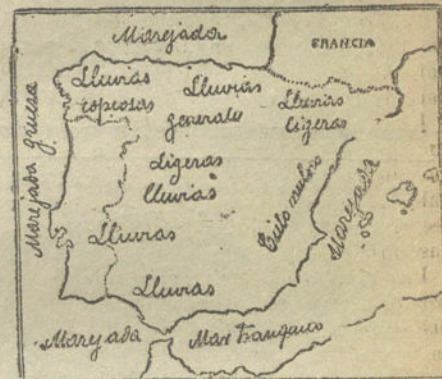 Marejada
FRANCIA
Lluvias
copiosas
Lluvias
generales
Lluvias
ligeras
Marejada gruesa
Ligeras
lluvias
Cielo nuboso
Marejada
Lluvias
Lluvias
Marejada
Mar tranquilo